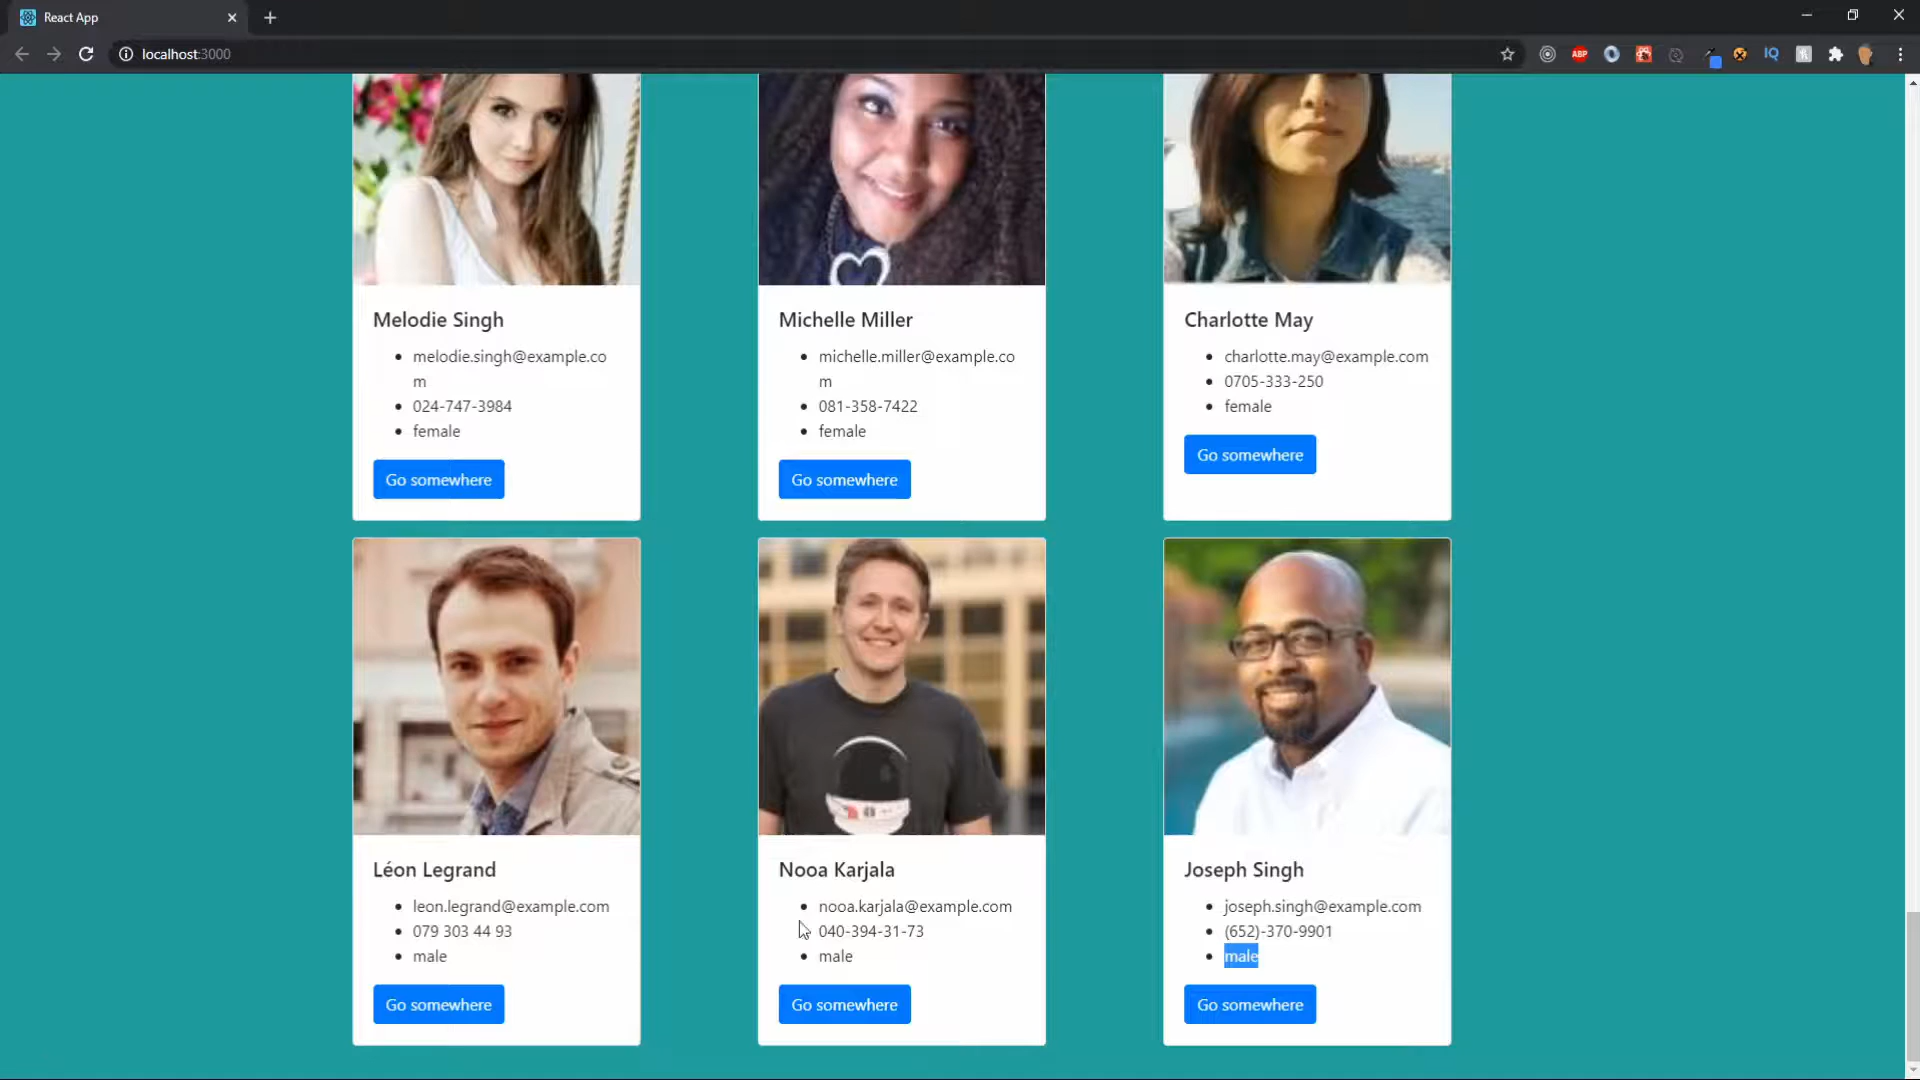 React App
localhost:3000
ABP
IQ
Melodie Singh
melodie.singh@example.co
m
024-747-3984
female
Go somewhere
Michelle Miller
michelle.miller@example.co
m
081-358-7422
female
Go somewhere
Charlotte May
charlotte.may@example.com
0705-333-250
female
Go somewhere
Léon Legrand
leon.legrand@example.com
079 303 44 93
male
Go somewhere
Nooa Karjala
nooa.karjala@example.com
040-394-31-73
male
Go somewhere
Joseph Singh
joseph.singh@example.com
(652)-370-9901
male
Go somewhere